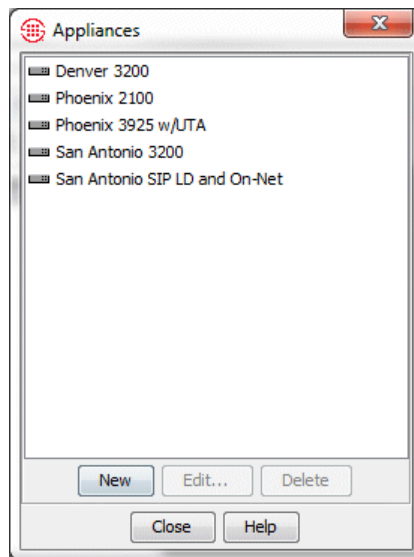 Appliances
Denver 3200
Phoenix 2100
Phoenix 3925 w/UTA
San Antonio 3200
San Antonio SIP LD and On-Net
New Edit... Delete
Close Help